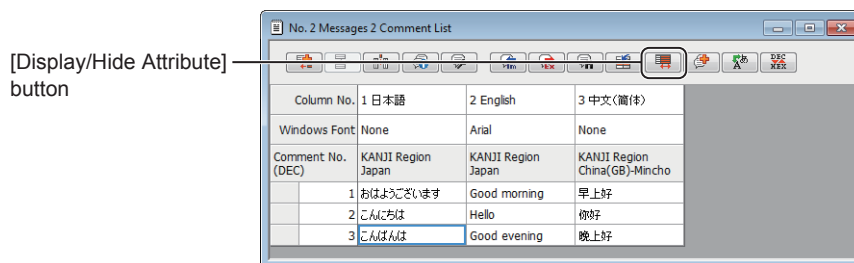 No. 2 Messages 2 Comment List
[Display/Hide Attribute]
button
DEC
HEX
Column No. 1 日本語 2 English 3 中文(简体)
Windows Font None Arial None
Comment No. KANJI Region KANJI Region KANJI Region
(DEC) Japan Japan China(GB)-Mincho
1 おはようございます Good morning 早上好
2 こんにちは Hello 你好
3 こんばんは Good evening 晚上好